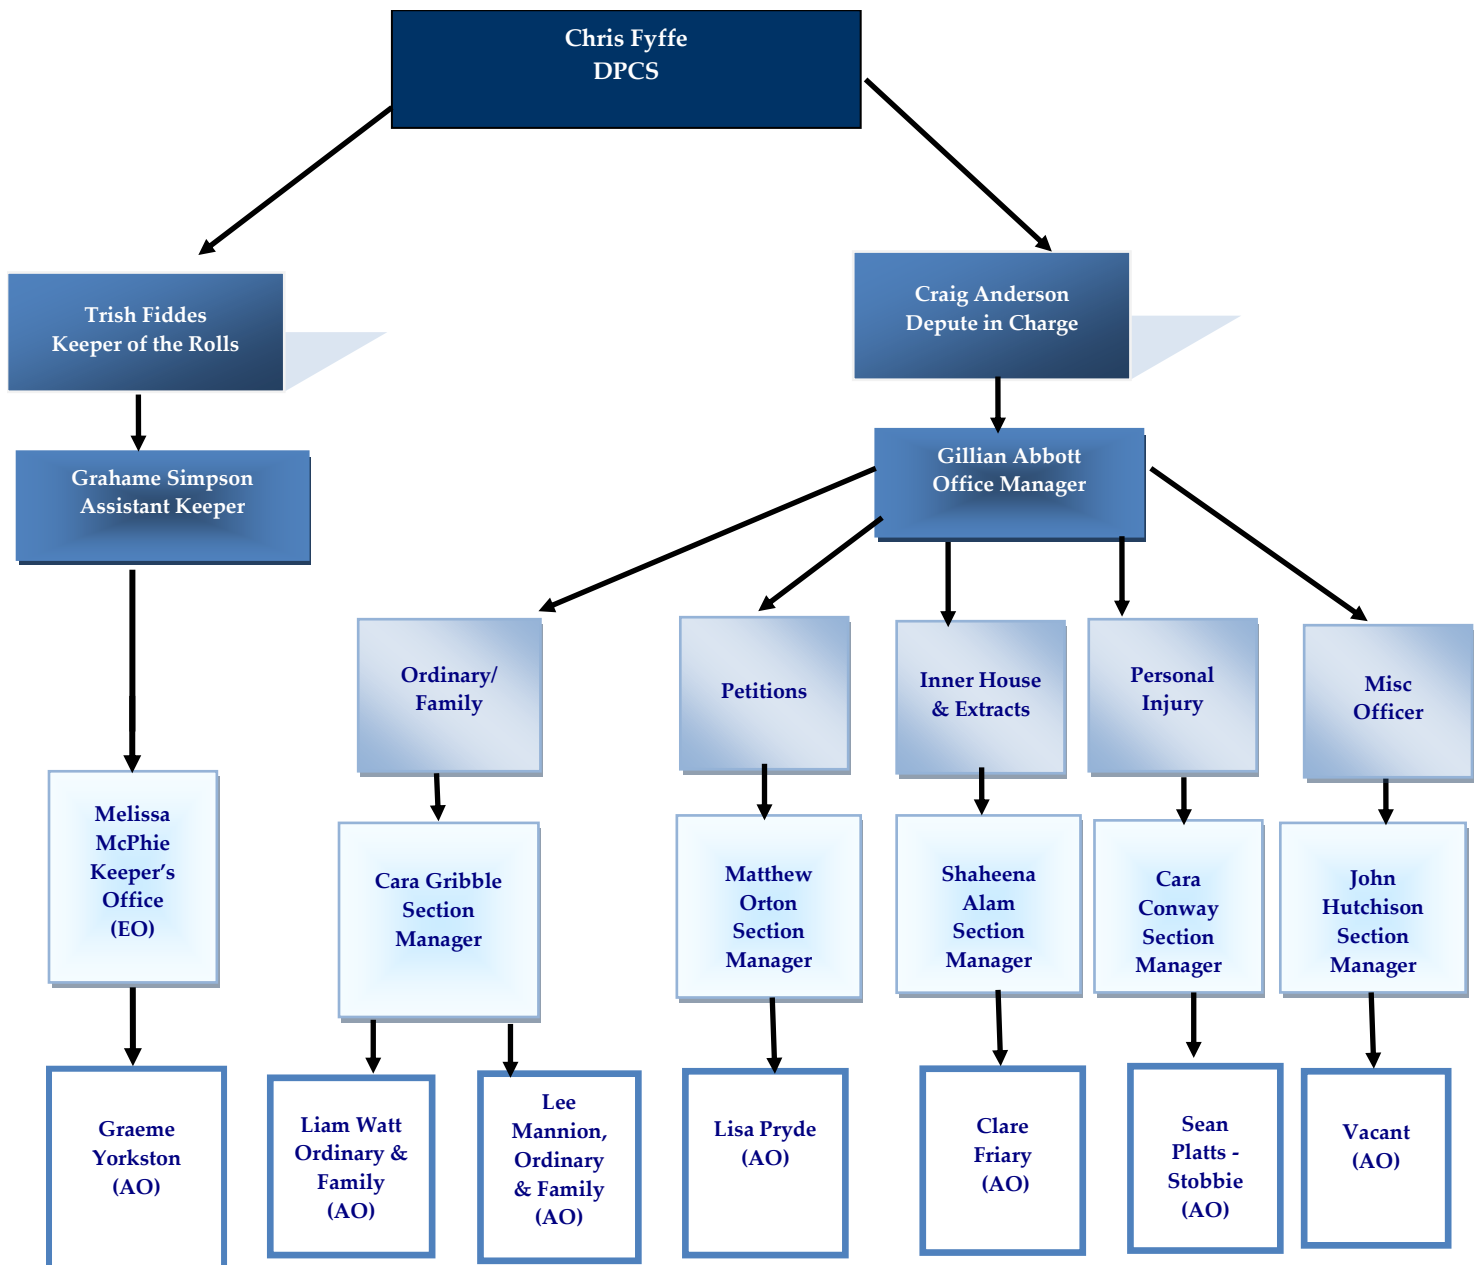 Chris Fyffe
DPCS
Trish Fiddes
Keeper of the Rolls
Craig Anderson
Depute in Charge
Grahame Simpson
Assistant Keeper
Gillian Abbott
Office Manager
Ordinary/
Family
Petitions
Inner House
& Extracts
Personal
Injury
Misc
Officer
Melissa
McPhie
Keeper’s
Office
(EO)
Cara Gribble
Section
Manager
Matthew
Orton
Section
Manager
Shaheena
Alam
Section
Manager
Cara
Conway
Section
Manager
John
Hutchison
Section
Manager
Graeme
Yorkston
(AO)
Liam Watt
Ordinary &
Family
(AO)
Lee
Mannion,
Ordinary
& Family
(AO)
Lisa Pryde
(AO)
Clare
Friary
(AO)
Sean
Platts -
Stobbie
(AO)
Vacant
(AO)